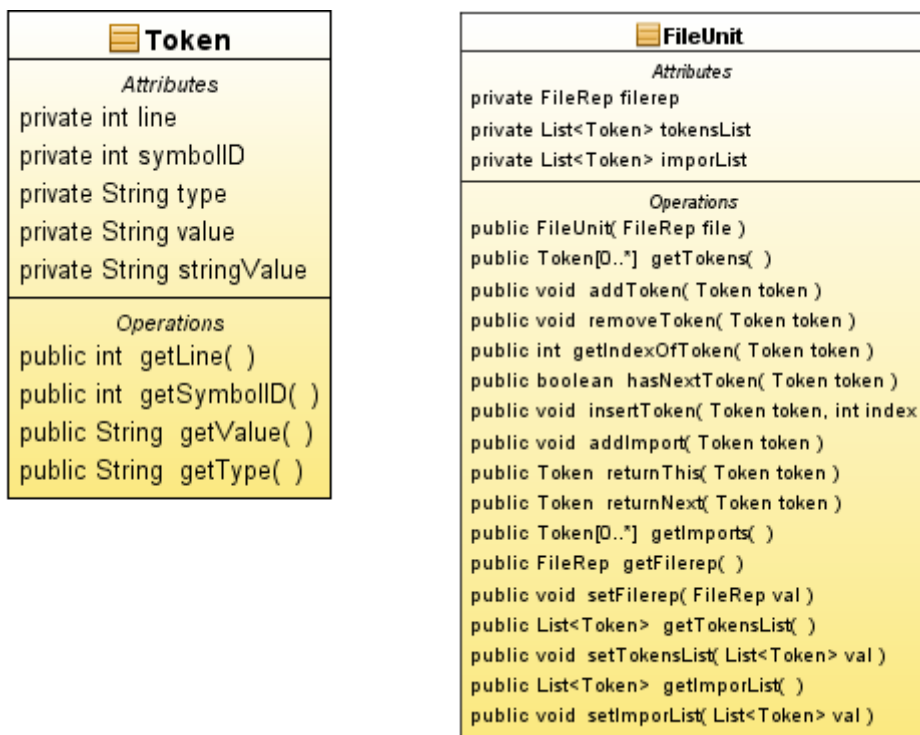 Token
Attributes
private int line
private int symbolID
private String type
private String value
private String stringValue
Operations
public int getLine( )
public int getSymbolID( )
public String getValue( )
public String getType( )
FileUnit
Attributes
private FileRep filerep
private List<Token> tokensList
private List<Token> imporList
Operations
public FileUnit( FileRep file )
public Token[0..*] getTokens( )
public void addToken( Token token )
public void removeToken( Token token )
public int getIndexOfToken( Token token )
public boolean hasNextToken( Token token )
public void insertToken( Token token, int index
public void addImport( Token token )
public Token returnThis( Token token )
public Token returnNext( Token token )
public Token[0..*] getImports( )
public FileRep getFilerep( )
public void setFilerep( FileRep val )
public List<Token> getTokensList( )
public void setTokensList( List<Token> val )
public List<Token> getImporList( )
public void setImporList( List<Token> val )